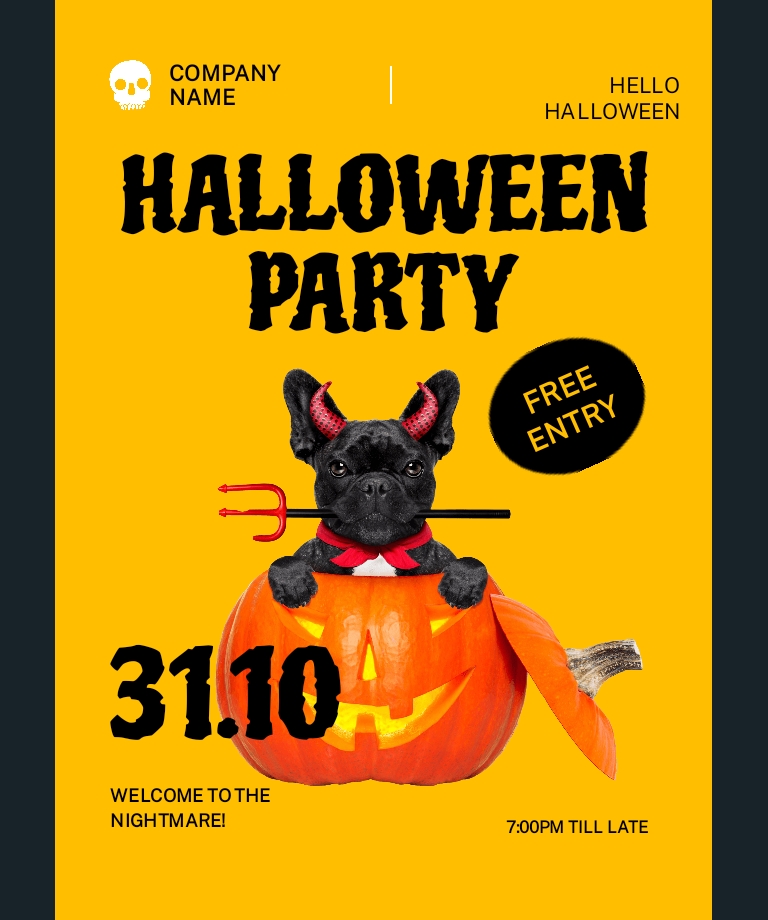 COMPANY
NAME
HELLO
HALLOWEEN
HALLOWEEN
PARTY
FREE
ENTRY
31.10
WELCOME TO THE
NIGHTMARE!
7:00PM TILL LATE